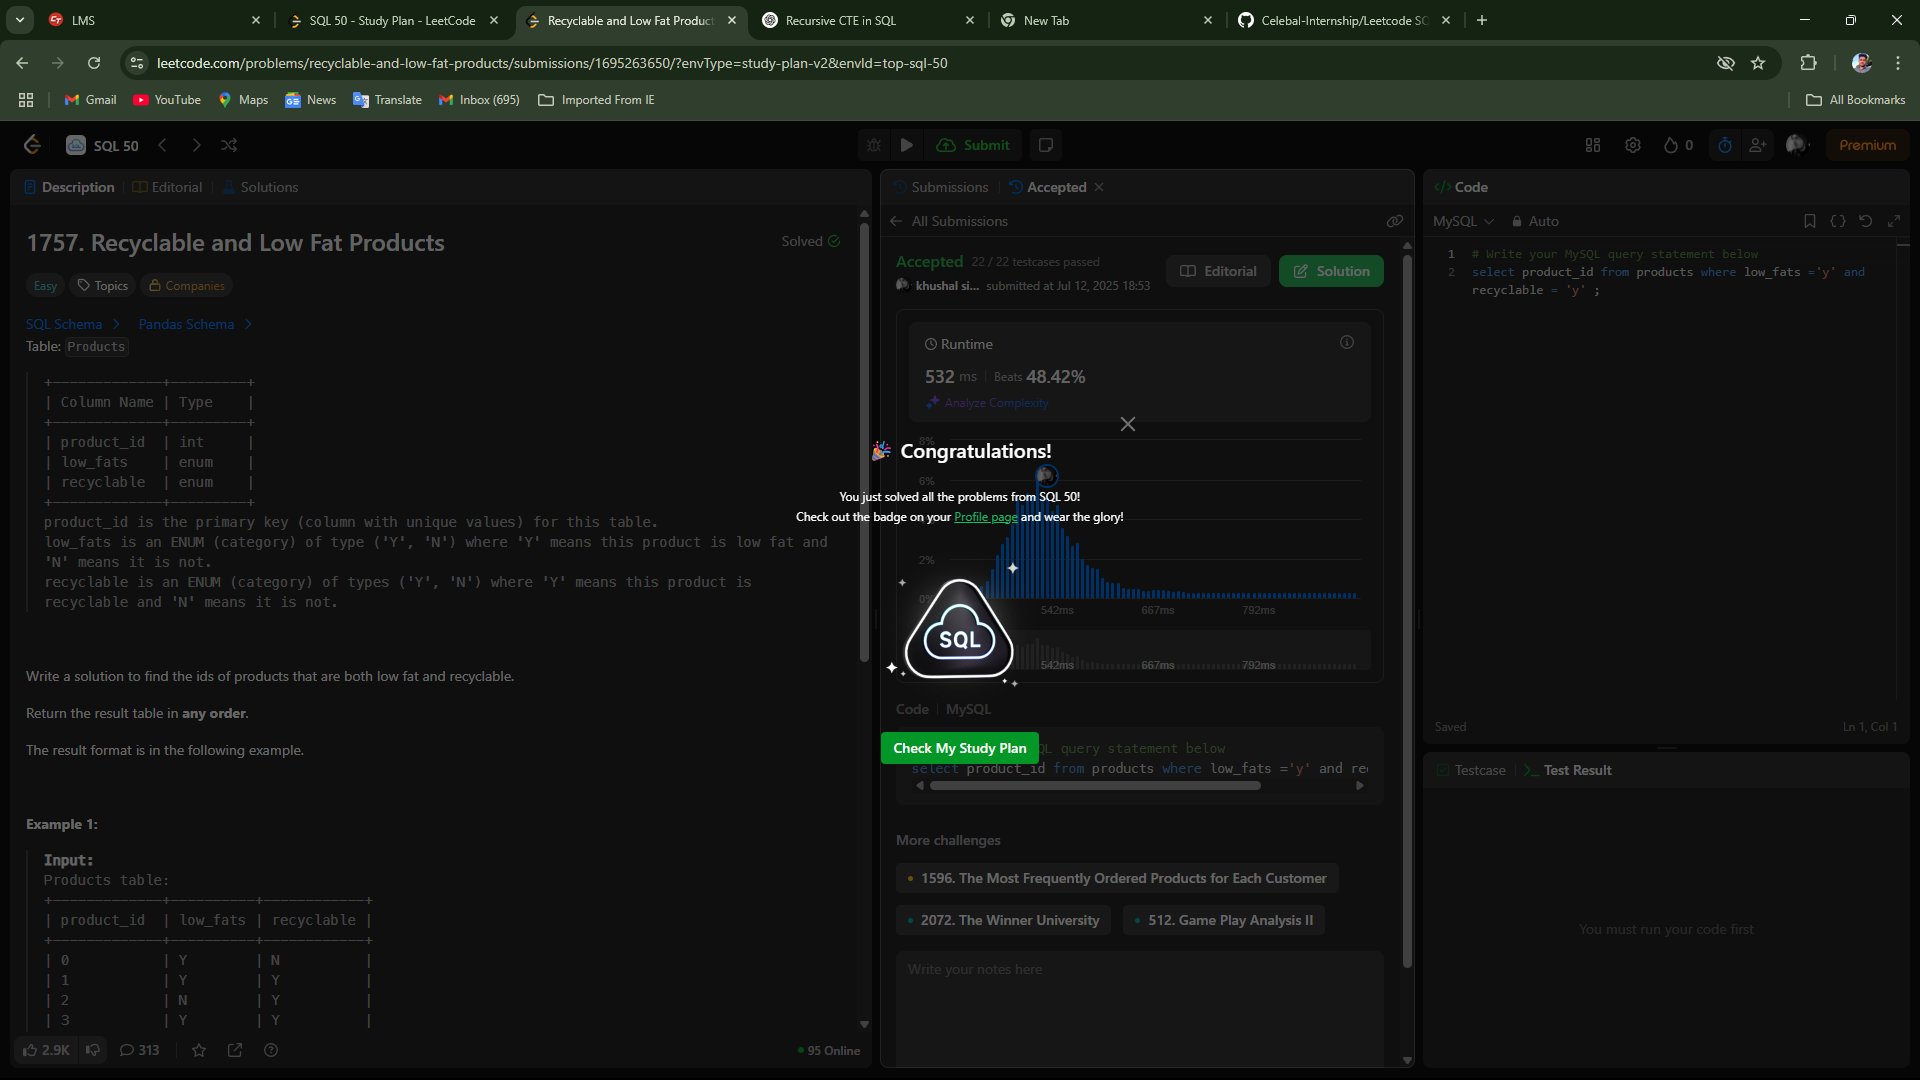 LMS
SQL 50 - Study Plan - LeetCode
Recyclable and Low Fat Product
Recursive CTE in SQL
New Tab
Celebal-Internship/Leetcode SQ
leetcode.com/problems/recyclable-and-low-fat-products/submissions/1695263650/?envType=study-plan-v2&envId=top-sql-50
Gmail
YouTube
Maps
News
Translate
Inbox (695)
Imported From IE
All Bookmarks
SQL 50
Submit
0
Premium
Description
Editorial
Solutions
1757. Recyclable and Low Fat Products
Solved
Easy
Topics
Companies
SQL Schema
Pandas Schema
Table: Products
+--------------+---------+
| Column Name | Type |
+--------------+---------+
| product_id | int |
| low_fats | enum |
| recyclable | enum |
+--------------+---------+
product_id is the primary key (column with unique values) for this table.
low_fats is an ENUM (category) of type ('Y', 'N') where 'Y' means this product is low fat and
'N' means it is not.
recyclable is an ENUM (category) of types ('Y', 'N') where 'Y' means this product is
recyclable and 'N' means it is not.
Write a solution to find the ids of products that are both low fat and recyclable.
Return the result table in any order.
The result format is in the following example.
Example 1:
Input:
Products table:
+-------------+----------+------------+
| product_id | low_fats | recyclable |
+-------------+----------+------------+
| 0 | Y | N |
| 1 | Y | Y |
| 2 | N | Y |
| 3 | Y | Y |
2.9K
313
95 Online
Submissions
Accepted
All Submissions
Accepted 22 / 22 testcases passed
khushal si... submitted at Jul 12, 2025 18:53
Editorial
Solution
Runtime
532 ms
Beats 48.42%
Analyze Complexity
8%
🎉 Congratulations!
6%
You just solved all the problems from SQL 50!
Check out the badge on your Profile page and wear the glory!
2%
0%
542ms
667ms
792ms
SQL
542ms
667ms
792ms
Code
MySQL
Check My Study Plan
QL query statement below
select product_id from products where low_fats ='y' and rec
More challenges
1596. The Most Frequently Ordered Products for Each Customer
2072. The Winner University
512. Game Play Analysis II
Write your notes here
</> Code
MySQL
Auto
1 # Write your MySQL query statement below
2 select product_id from products where low_fats ='y' and
recyclable = 'y' ;
Saved
Ln 1, Col 1
Testcase
Test Result
You must run your code first